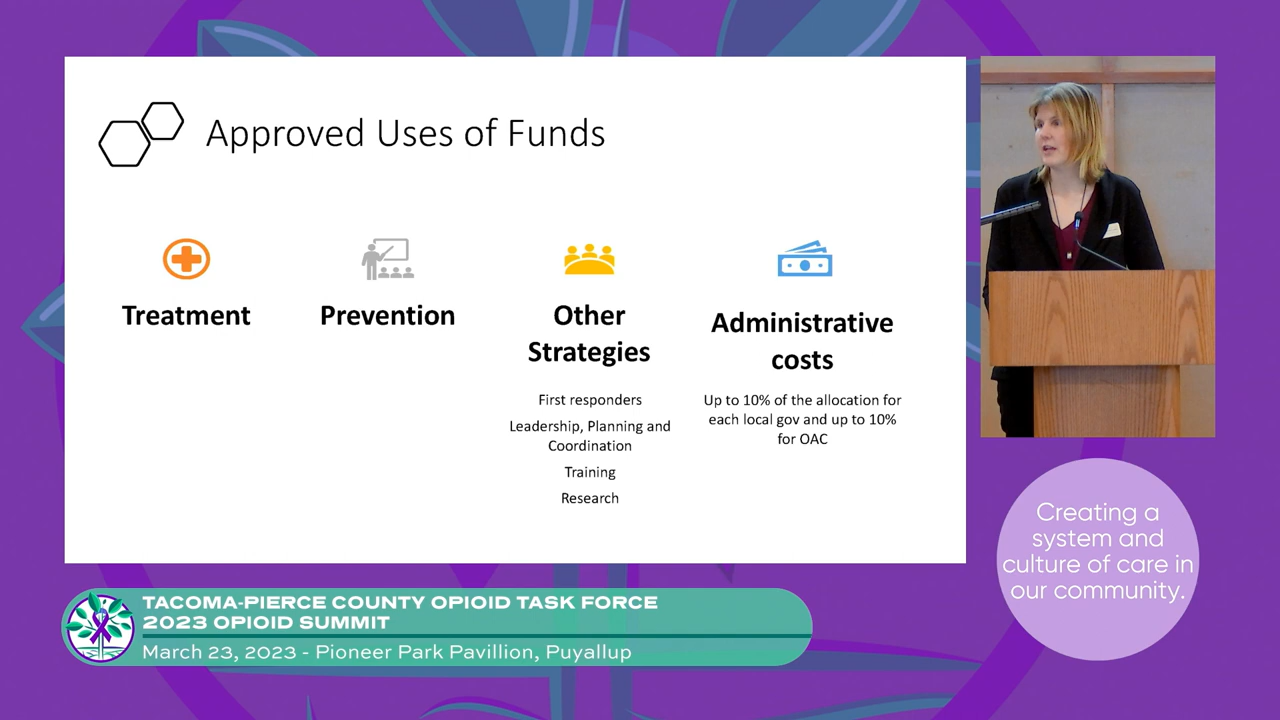 Approved Uses of Funds
Treatment
Prevention
Other
Strategies
First responders
Leadership, Planning and
Coordination
Training
Research
Administrative
costs
Up to 10% of the allocation for
each local gov and up to 10%
for OAC
Creating a
system and
culture of care in
our community.
TACOMA-PIERCE COUNTY OPIOID TASK FORCE
2023 OPIOID SUMMIT
March 23, 2023 - Pioneer Park Pavillion, Puyallup